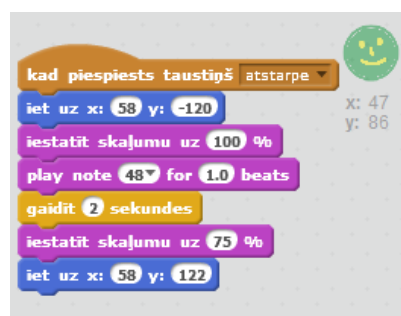 kad piespiests taustiņš atstarpe
iet uz x: 58 y: -120
iestatīt skaļumu uz 100 %
play note 48 for 1.0 beats
gaidīt 2 sekundes
iestatīt skaļumu uz 75 %
iet uz x: 58 y: 122
x: 47
y: 86